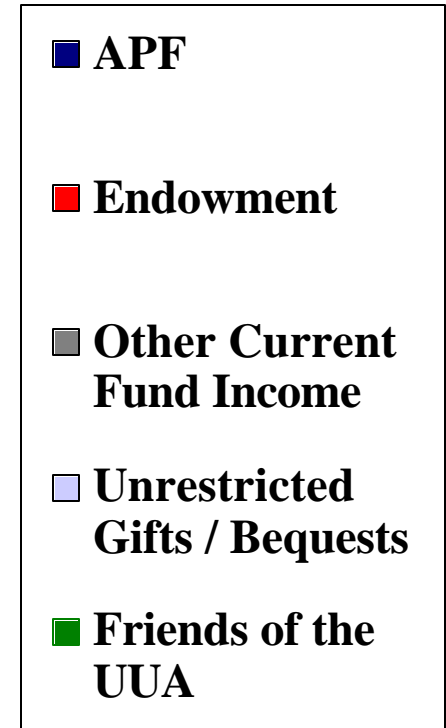 APF
Endowment
Other Current
Fund Income
Unrestricted
Gifts / Bequests
Friends of the
UUA